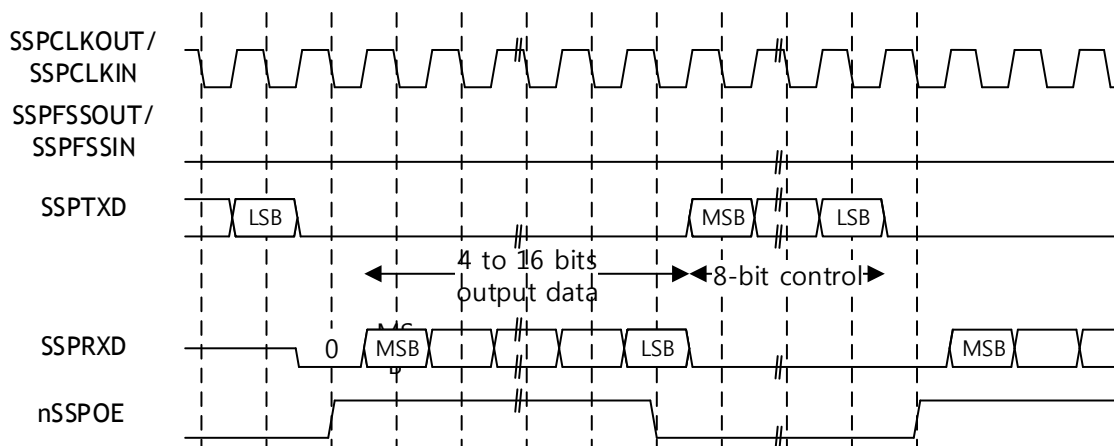 SSPCLKOUT/
SSPCLKIN
SSPFSSOUT/
SSPFSSIN
SSPTXD
LSB
MSB
LSB
4 to 16 bits
output data
8-bit control
SSPRXD
0
MS
B
MSB
LSB
MSB
nSSPOE